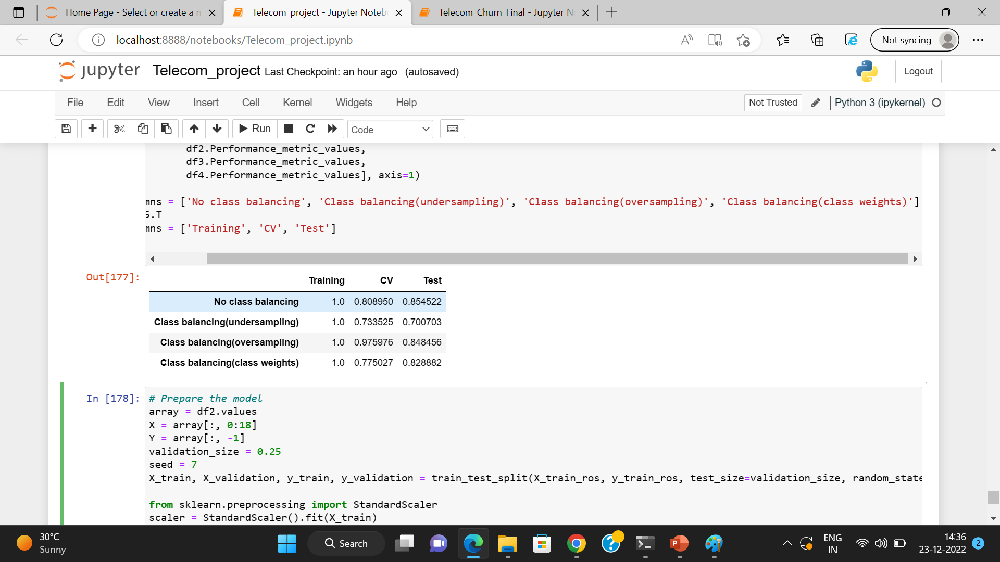 Home Page - Select or create a n
Telecom_project - Jupyter Noteb
Telecom_Churn_Final - Jupyter N
localhost:8888/notebooks/Telecom_project.ipynb
Not syncing
jupyter Telecom_project Last Checkpoint: an hour ago (autosaved)
Logout
File Edit View Insert Cell Kernel Widgets Help
Not Trusted Python 3 (ipykernel)
Run Code
df2.Performance_metric_values,
df3.Performance_metric_values,
df4.Performance_metric_values], axis=1)
mns = ['No class balancing', 'Class balancing(undersampling)', 'Class balancing(oversampling)', 'Class balancing(class weights)']
5.T
mns = ['Training', 'CV', 'Test']
Out[177]:
Training CV Test
No class balancing 1.0 0.808950 0.854522
Class balancing(undersampling) 1.0 0.733525 0.700703
Class balancing(oversampling) 1.0 0.975976 0.848456
Class balancing(class weights) 1.0 0.775027 0.828882
In [178]: # Prepare the model
array = df2.values
X = array[:, 0:18]
Y = array[:, -1]
validation_size = 0.25
seed = 7
X_train, X_validation, y_train, y_validation = train_test_split(X_train_ros, y_train_ros, test_size=validation_size, random_state
from sklearn.preprocessing import StandardScaler
scaler = StandardScaler().fit(X_train)
30°C
Sunny
Search
ENG
IN
14:36
23-12-2022
2